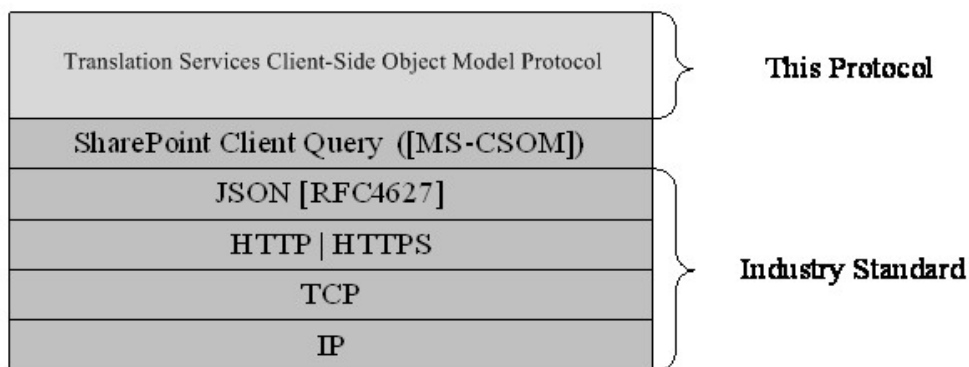 Translation Services Client-Side Object Model Protocol
This Protocol
SharePoint Client Query ([MS-CSOM])
JSON [RFC4627]
HTTP | HTTPS
Industry Standard
TCP
IP